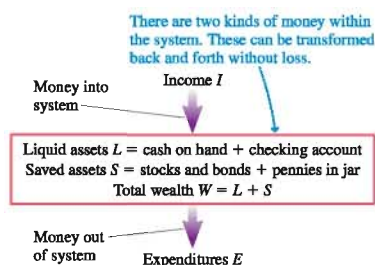 There are two kinds of money within
the system. These can be transformed
back and forth without loss.
Money into
system
Income I
Liquid assets L = cash on hand + checking account
Saved assets S = stocks and bonds + pennies in jar
Total wealth W = L + S
Money out
of system
Expenditures E